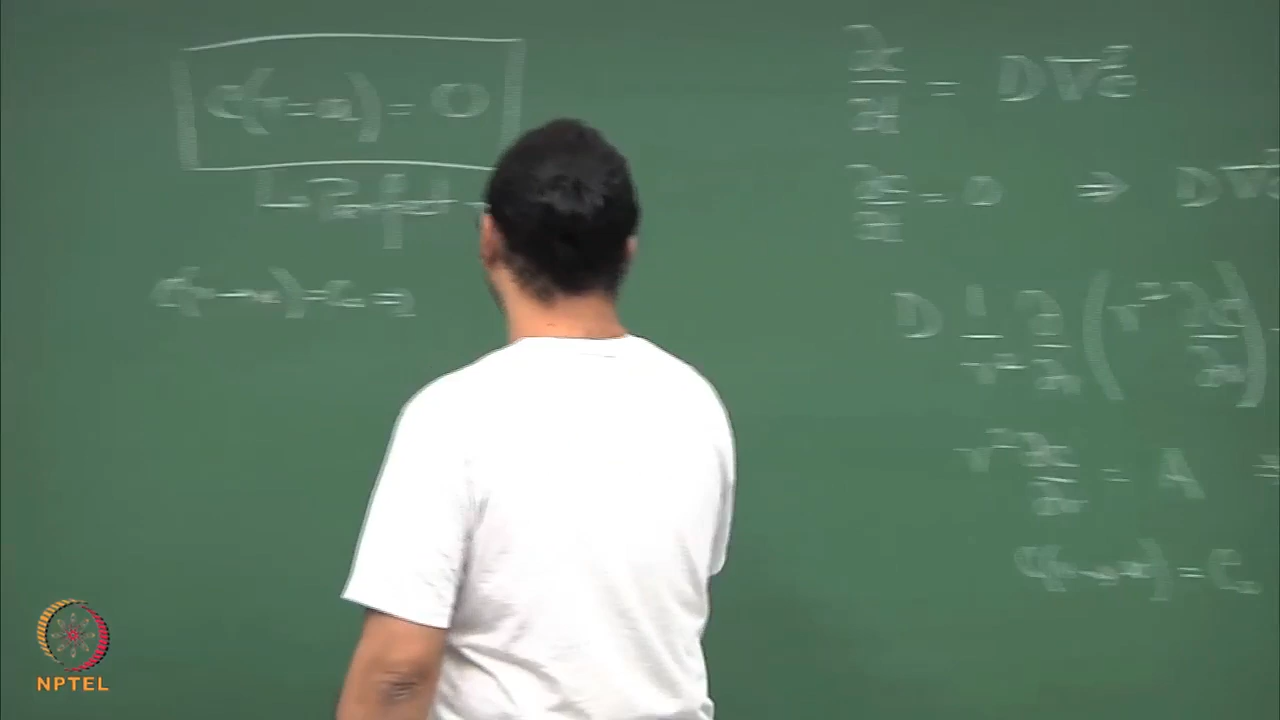 C(r=a) = 0
C(r→∞)=C∞=
∂c/∂t = D∇²c
∂c/∂t = 0 ⇒ D∇²c
D 1/r² ∂/∂r (r² ∂c/∂r)
r² ∂c/∂r = A
C(r→∞) = C∞
NPTEL